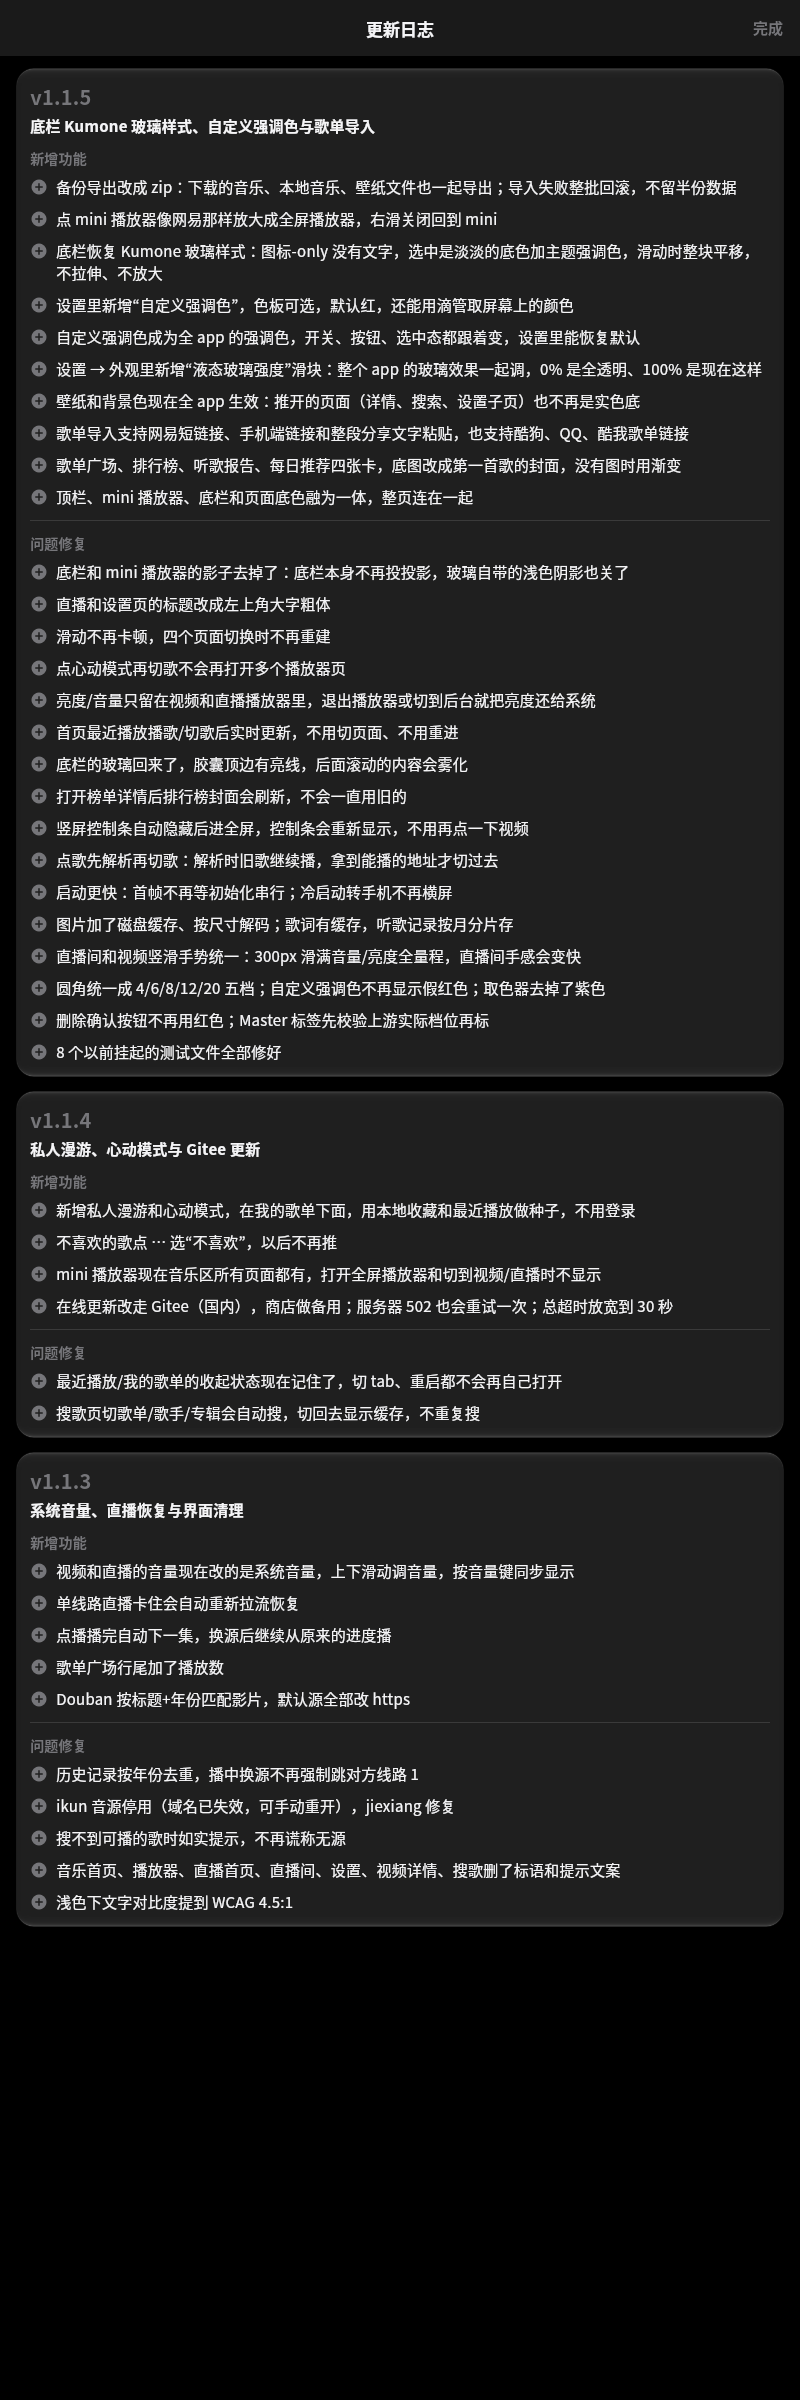 更新日志
完成
v1.1.5
底栏 Kumone 玻璃样式、自定义强调色与歌单导入
新增功能
备份导出改成 zip：下载的音乐、本地音乐、壁纸文件也一起导出；导入失败整批回滚，不留半份数据
点 mini 播放器像网易那样放大成全屏播放器，右滑关闭回到 mini
底栏恢复 Kumone 玻璃样式：图标-only 没有文字，选中是淡淡的底色加主题强调色，滑动时整块平移，
不拉伸、不放大
设置里新增“自定义强调色”，色板可选，默认红，还能用滴管取屏幕上的颜色
自定义强调色成为全 app 的强调色，开关、按钮、选中态都跟着变，设置里能恢复默认
设置 → 外观里新增“液态玻璃强度”滑块：整个 app 的玻璃效果一起调，0% 是全透明、100% 是现在这样
壁纸和背景色现在全 app 生效：推开的页面（详情、搜索、设置子页）也不再是实色底
歌单导入支持网易短链接、手机端链接和整段分享文字粘贴，也支持酷狗、QQ、酷我歌单链接
歌单广场、排行榜、听歌报告、每日推荐四张卡，底图改成第一首歌的封面，没有图时用渐变
顶栏、mini 播放器、底栏和页面底色融为一体，整页连在一起
问题修复
底栏和 mini 播放器的影子去掉了：底栏本身不再投投影，玻璃自带的浅色阴影也关了
直播和设置页的标题改成左上角大字粗体
滑动不再卡顿，四个页面切换时不再重建
点心动模式再切歌不会再打开多个播放器页
亮度/音量只留在视频和直播播放器里，退出播放器或切到后台就把亮度还给系统
首页最近播放播歌/切歌后实时更新，不用切页面、不用重进
底栏的玻璃回来了，胶囊顶边有亮线，后面滚动的内容会雾化
打开榜单详情后排行榜封面会刷新，不会一直用旧的
竖屏控制条自动隐藏后进全屏，控制条会重新显示，不用再点一下视频
点歌先解析再切歌：解析时旧歌继续播，拿到能播的地址才切过去
启动更快：首帧不再等初始化串行；冷启动转手机不再横屏
图片加了磁盘缓存、按尺寸解码；歌词有缓存，听歌记录按月分片存
直播间和视频竖滑手势统一：300px 滑满音量/亮度全量程，直播间手感会变快
圆角统一成 4/6/8/12/20 五档；自定义强调色不再显示假红色；取色器去掉了紫色
删除确认按钮不再用红色；Master 标签先校验上游实际档位再标
8 个以前挂起的测试文件全部修好
v1.1.4
私人漫游、心动模式与 Gitee 更新
新增功能
新增私人漫游和心动模式，在我的歌单下面，用本地收藏和最近播放做种子，不用登录
不喜欢的歌点 ⋯ 选“不喜欢”，以后不再推
mini 播放器现在音乐区所有页面都有，打开全屏播放器和切到视频/直播时不显示
在线更新改走 Gitee（国内），商店做备用；服务器 502 也会重试一次；总超时放宽到 30 秒
问题修复
最近播放/我的歌单的收起状态现在记住了，切 tab、重启都不会再自己打开
搜歌页切歌单/歌手/专辑会自动搜，切回去显示缓存，不重复搜
v1.1.3
系统音量、直播恢复与界面清理
新增功能
视频和直播的音量现在改的是系统音量，上下滑动调音量，按音量键同步显示
单线路直播卡住会自动重新拉流恢复
点播播完自动下一集，换源后继续从原来的进度播
歌单广场行尾加了播放数
Douban 按标题+年份匹配影片，默认源全部改 https
问题修复
历史记录按年份去重，播中换源不再强制跳对方线路 1
ikun 音源停用（域名已失效，可手动重开），jiexiang 修复
搜不到可播的歌时如实提示，不再谎称无源
音乐首页、播放器、直播首页、直播间、设置、视频详情、搜歌删了标语和提示文案
浅色下文字对比度提到 WCAG 4.5:1